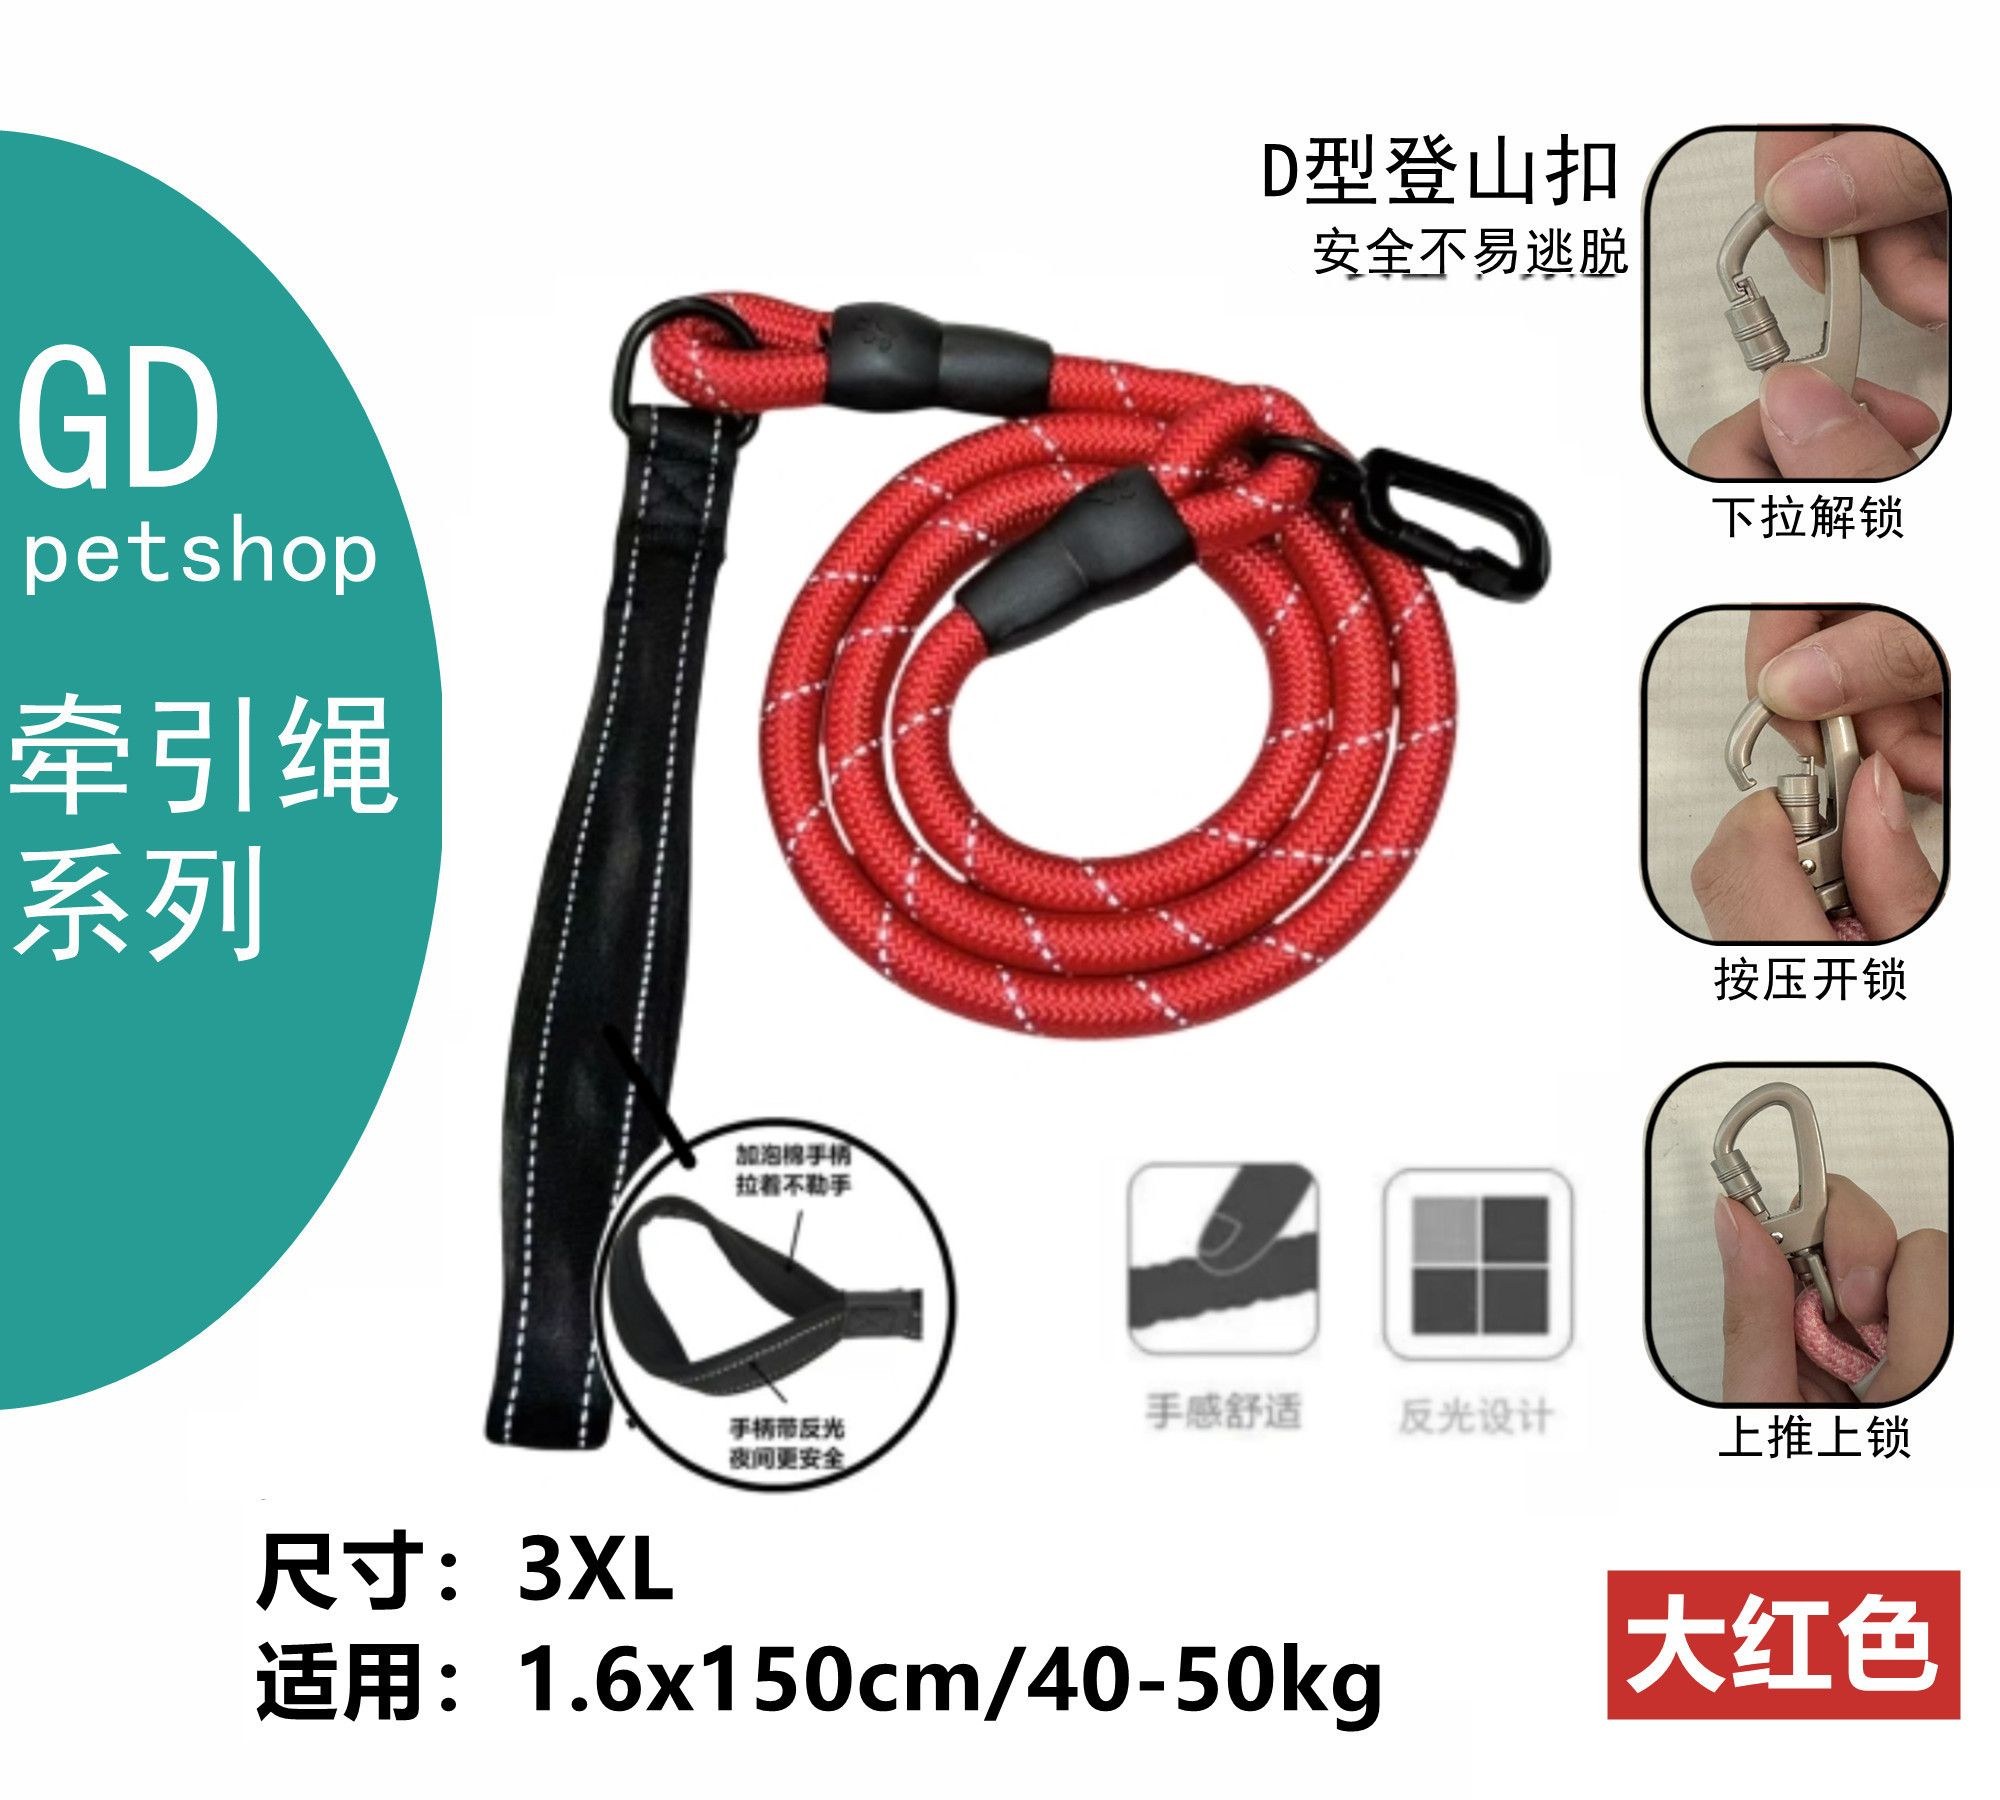 GD
petshop
牵引绳
系列
D型登山扣
安全不易逃脱
下拉解锁
按压开锁
上推上锁
加泡棉手柄
拉着不勒手
手柄带反光
夜间更安全
手感舒适
反光设计
尺寸：3XL
适用：1.6x150cm/40-50kg
大红色